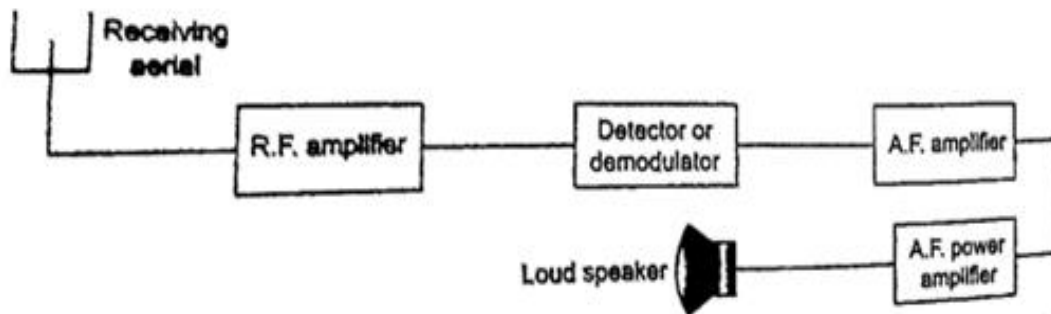 Receiving
aerial
R.F. amplifier
Detector or
demodulator
A.F. amplifier
Loud speaker
A.F. power
amplifier